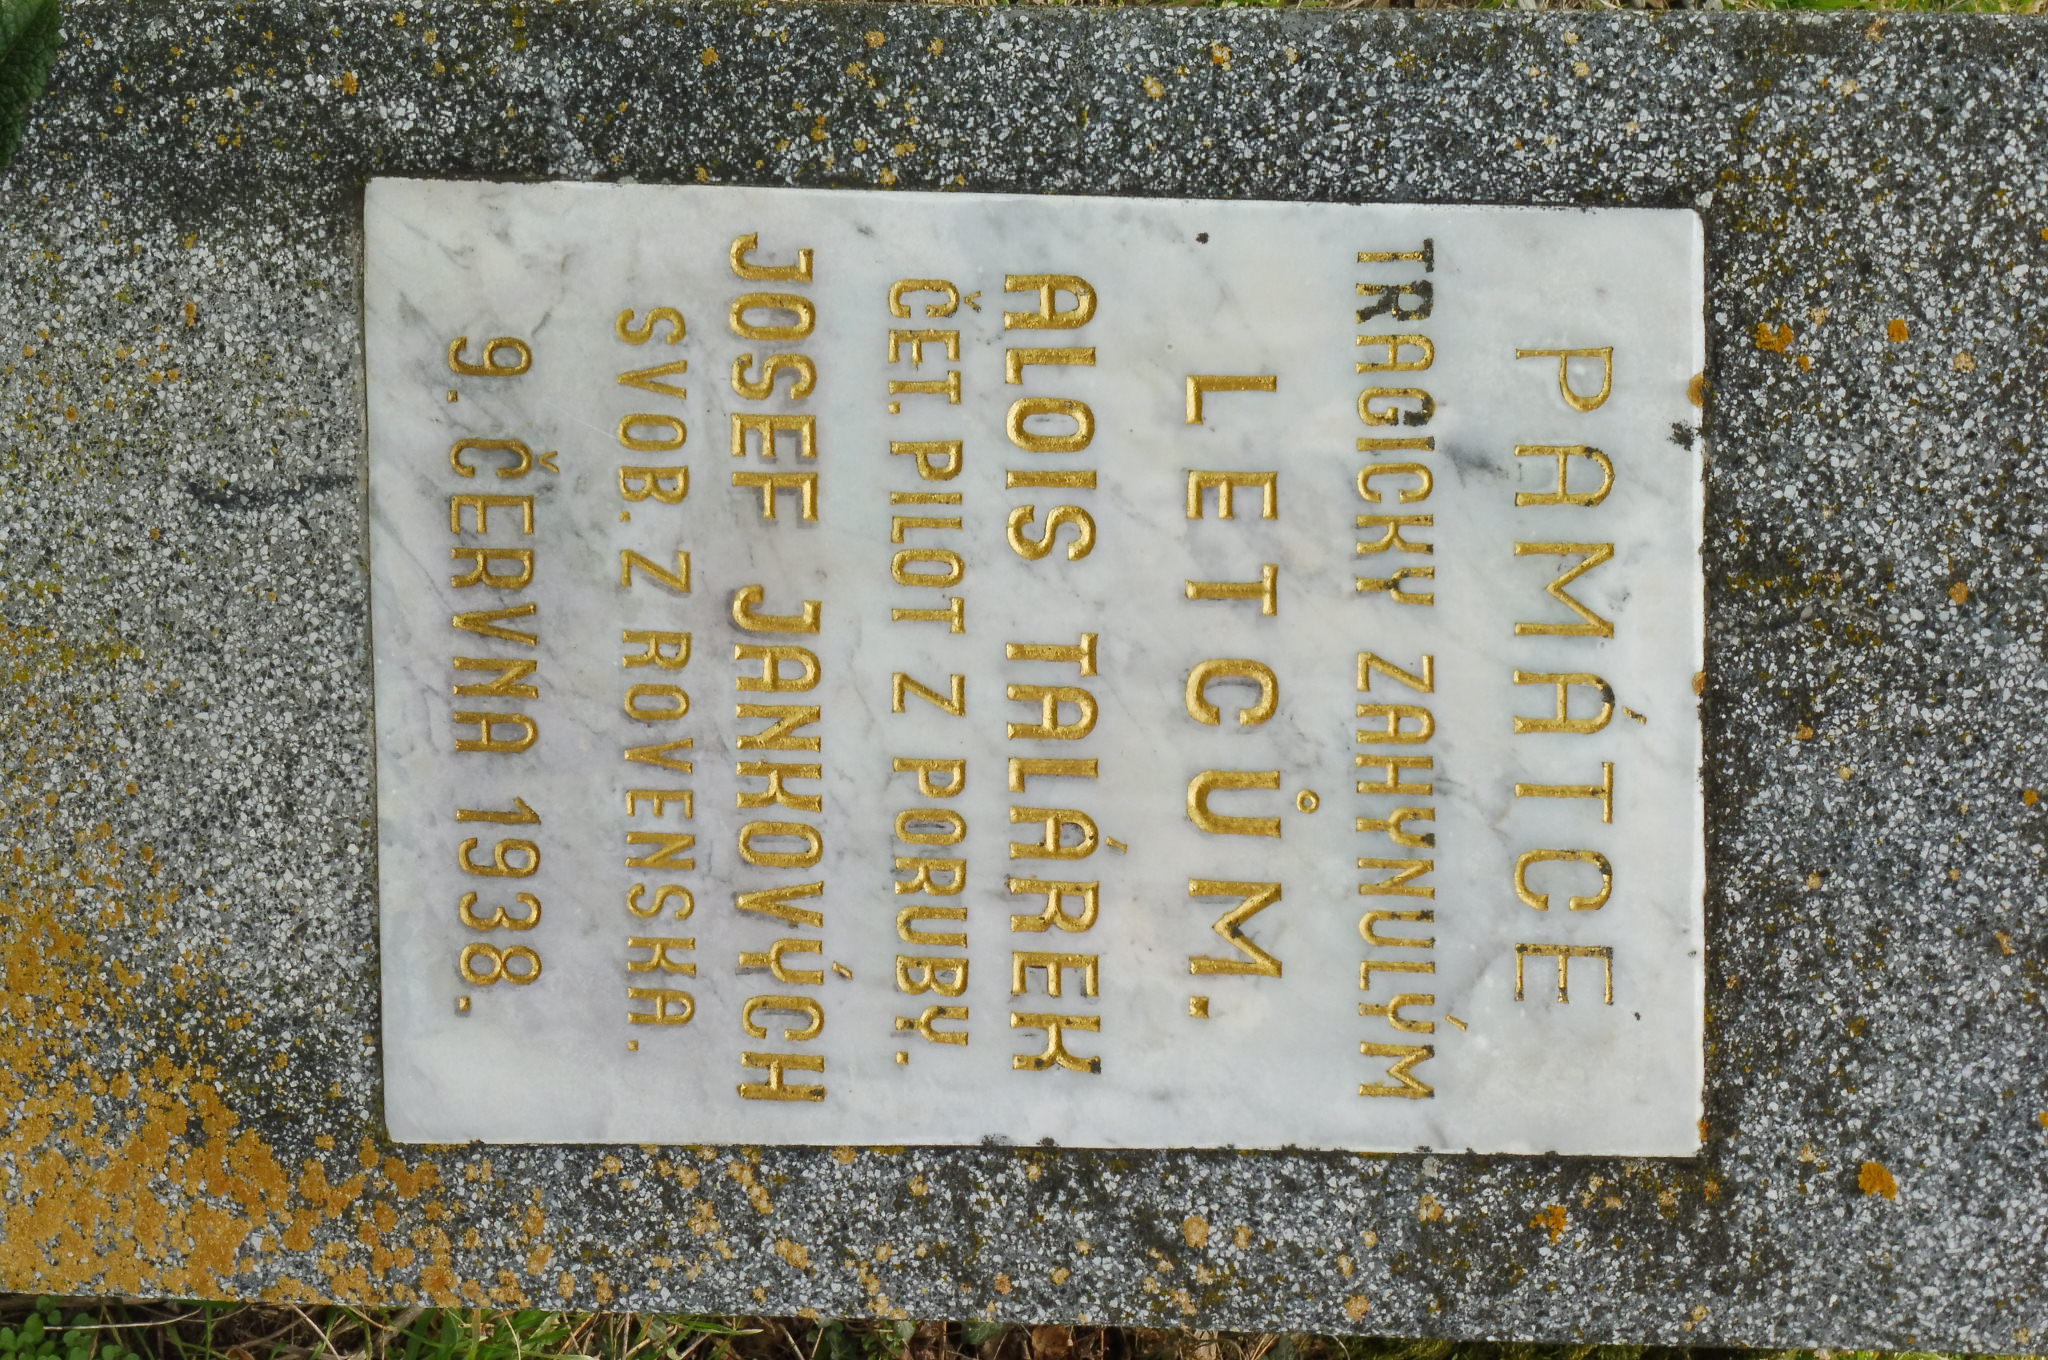 PAMÁTCE
TRAGICKY ZAHYNULÝM
LETCŮM.
ALOIS TALÁREK
ČET. PILOT Z PORUBY.
JOSEF JANKOVÝCH
SVOB. Z ROVENSKA.
9. ČERVNA 1938.